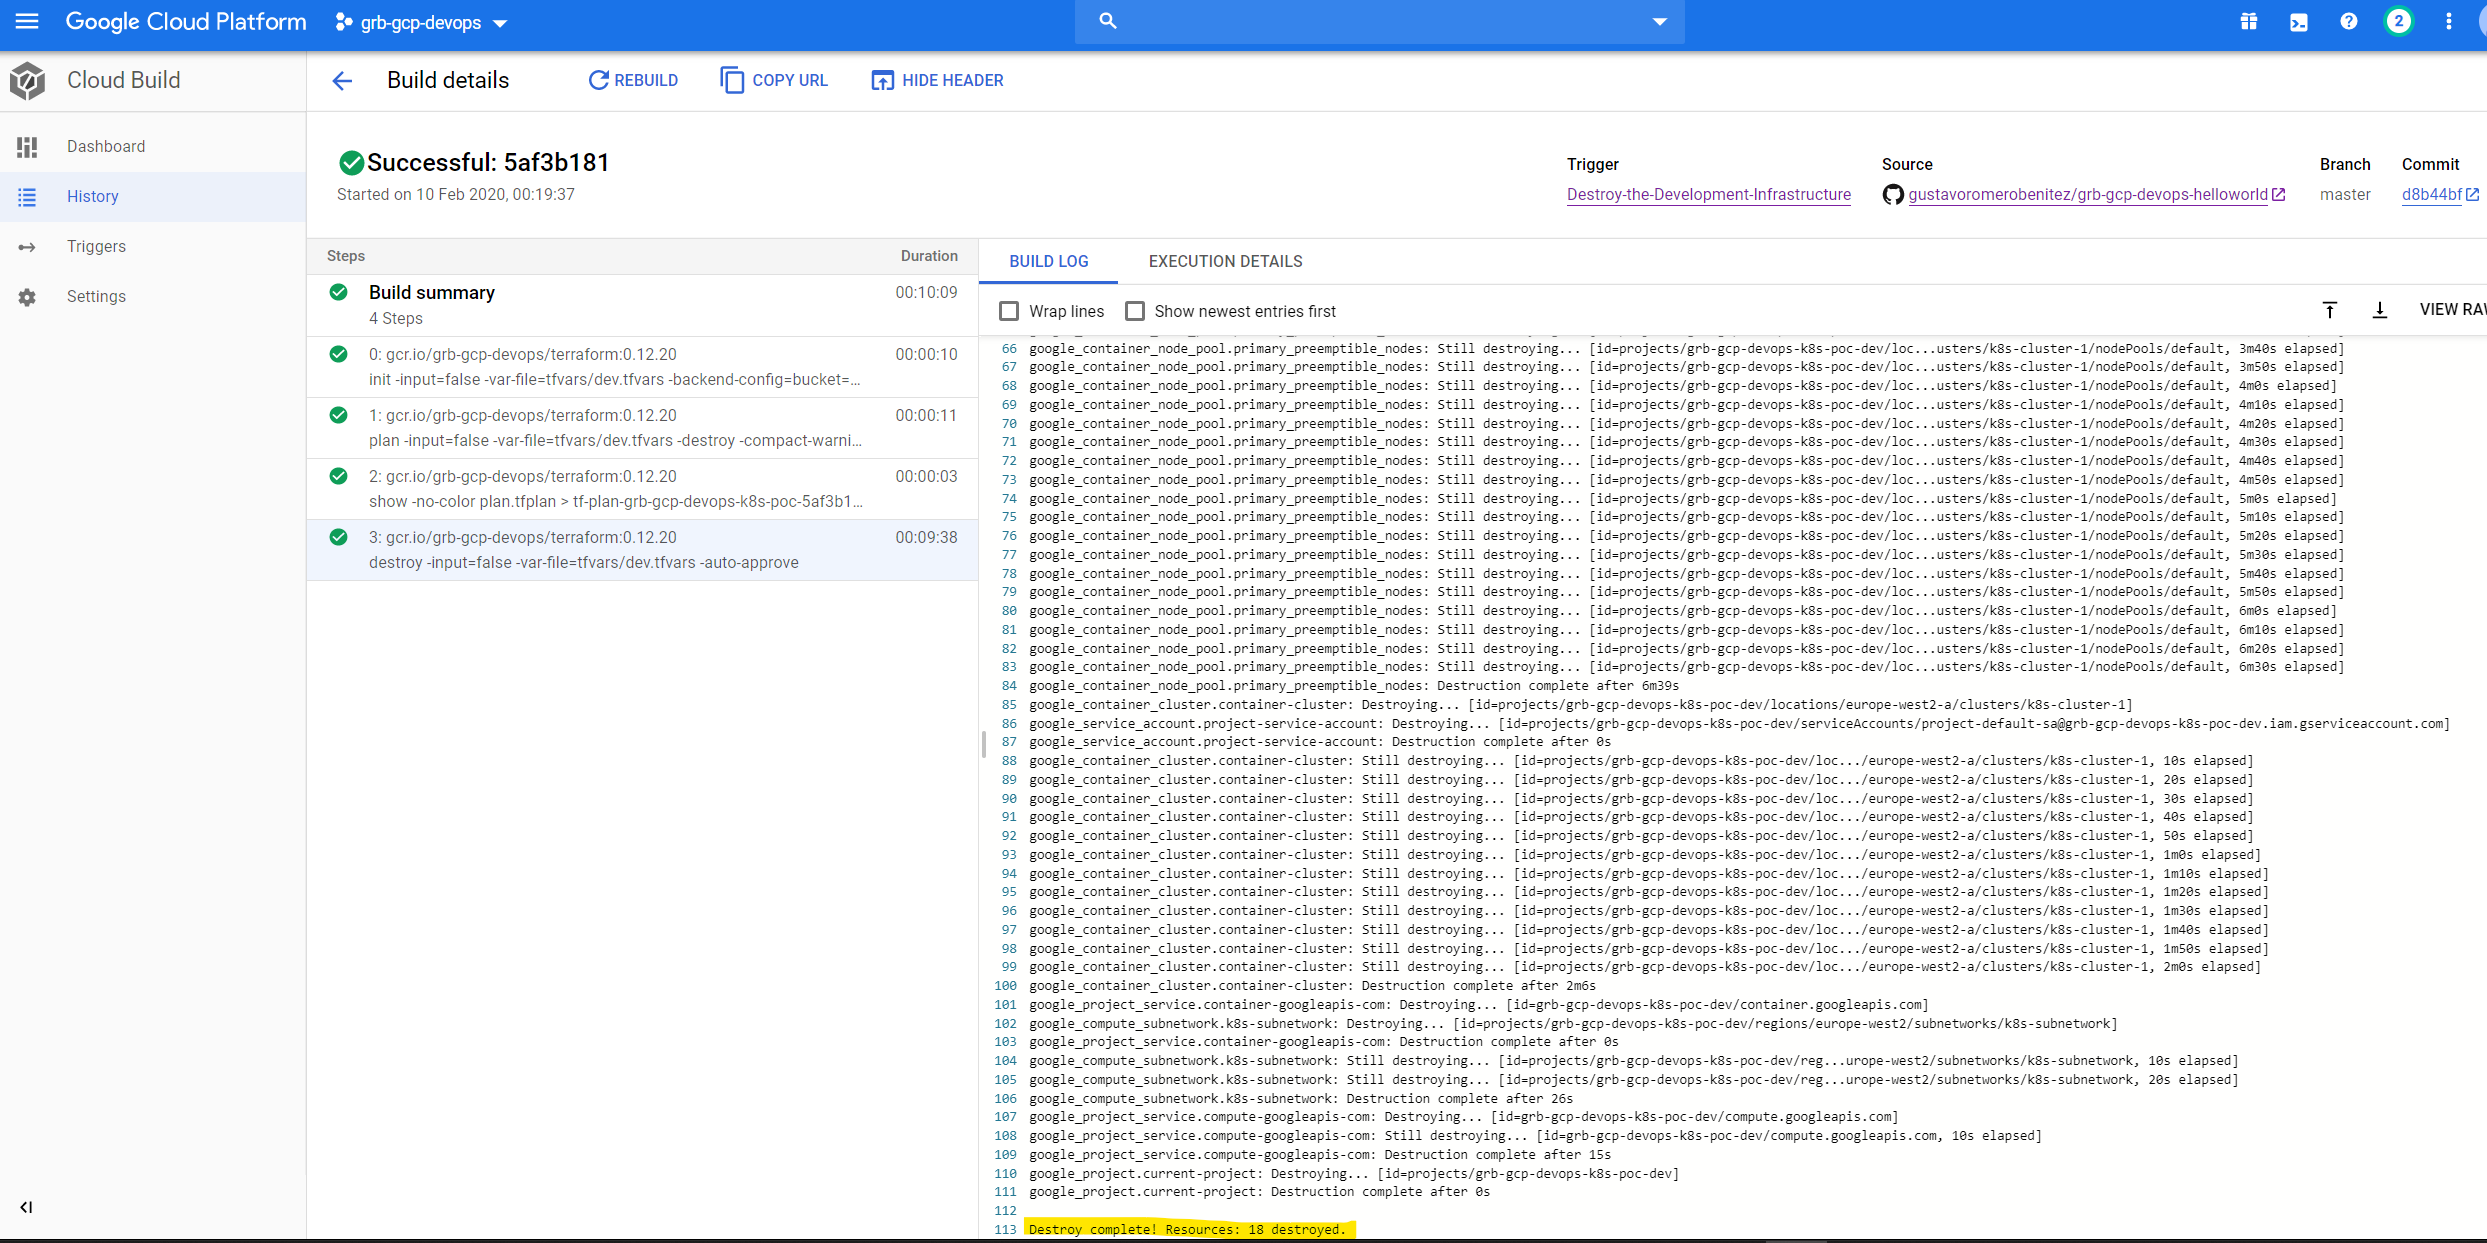 Google Cloud Platform
grb-gcp-devops
2
Cloud Build
Build details
REBUILD
COPY URL
HIDE HEADER
Dashboard
History
Triggers
Settings
Successful: 5af3b181
Started on 10 Feb 2020, 00:19:37
Trigger
Destroy-the-Development-Infrastructure
Source
gustavoromerobenitez/grb-gcp-devops-helloworld
Branch
master
Commit
d8b44bf
Steps Duration
Build summary 00:10:09
4 Steps
0: gcr.io/grb-gcp-devops/terraform:0.12.20 00:00:10
init -input=false -var-file=tfvars/dev.tfvars -backend-config=bucket=...
1: gcr.io/grb-gcp-devops/terraform:0.12.20 00:00:11
plan -input=false -var-file=tfvars/dev.tfvars -destroy -compact-warni...
2: gcr.io/grb-gcp-devops/terraform:0.12.20 00:00:03
show -no-color plan.tfplan > tf-plan-grb-gcp-devops-k8s-poc-5af3b1...
3: gcr.io/grb-gcp-devops/terraform:0.12.20 00:09:38
destroy -input=false -var-file=tfvars/dev.tfvars -auto-approve
BUILD LOG EXECUTION DETAILS
Wrap lines Show newest entries first VIEW RAW
66 google_container_node_pool.primary_preemptible_nodes: Still destroying... [id=projects/grb-gcp-devops-k8s-poc-dev/loc...usters/k8s-cluster-1/nodePools/default, 3m40s elapsed]
67 google_container_node_pool.primary_preemptible_nodes: Still destroying... [id=projects/grb-gcp-devops-k8s-poc-dev/loc...usters/k8s-cluster-1/nodePools/default, 3m50s elapsed]
68 google_container_node_pool.primary_preemptible_nodes: Still destroying... [id=projects/grb-gcp-devops-k8s-poc-dev/loc...usters/k8s-cluster-1/nodePools/default, 4m0s elapsed]
69 google_container_node_pool.primary_preemptible_nodes: Still destroying... [id=projects/grb-gcp-devops-k8s-poc-dev/loc...usters/k8s-cluster-1/nodePools/default, 4m10s elapsed]
70 google_container_node_pool.primary_preemptible_nodes: Still destroying... [id=projects/grb-gcp-devops-k8s-poc-dev/loc...usters/k8s-cluster-1/nodePools/default, 4m20s elapsed]
71 google_container_node_pool.primary_preemptible_nodes: Still destroying... [id=projects/grb-gcp-devops-k8s-poc-dev/loc...usters/k8s-cluster-1/nodePools/default, 4m30s elapsed]
72 google_container_node_pool.primary_preemptible_nodes: Still destroying... [id=projects/grb-gcp-devops-k8s-poc-dev/loc...usters/k8s-cluster-1/nodePools/default, 4m40s elapsed]
73 google_container_node_pool.primary_preemptible_nodes: Still destroying... [id=projects/grb-gcp-devops-k8s-poc-dev/loc...usters/k8s-cluster-1/nodePools/default, 4m50s elapsed]
74 google_container_node_pool.primary_preemptible_nodes: Still destroying... [id=projects/grb-gcp-devops-k8s-poc-dev/loc...usters/k8s-cluster-1/nodePools/default, 5m0s elapsed]
75 google_container_node_pool.primary_preemptible_nodes: Still destroying... [id=projects/grb-gcp-devops-k8s-poc-dev/loc...usters/k8s-cluster-1/nodePools/default, 5m10s elapsed]
76 google_container_node_pool.primary_preemptible_nodes: Still destroying... [id=projects/grb-gcp-devops-k8s-poc-dev/loc...usters/k8s-cluster-1/nodePools/default, 5m20s elapsed]
77 google_container_node_pool.primary_preemptible_nodes: Still destroying... [id=projects/grb-gcp-devops-k8s-poc-dev/loc...usters/k8s-cluster-1/nodePools/default, 5m30s elapsed]
78 google_container_node_pool.primary_preemptible_nodes: Still destroying... [id=projects/grb-gcp-devops-k8s-poc-dev/loc...usters/k8s-cluster-1/nodePools/default, 5m40s elapsed]
79 google_container_node_pool.primary_preemptible_nodes: Still destroying... [id=projects/grb-gcp-devops-k8s-poc-dev/loc...usters/k8s-cluster-1/nodePools/default, 5m50s elapsed]
80 google_container_node_pool.primary_preemptible_nodes: Still destroying... [id=projects/grb-gcp-devops-k8s-poc-dev/loc...usters/k8s-cluster-1/nodePools/default, 6m0s elapsed]
81 google_container_node_pool.primary_preemptible_nodes: Still destroying... [id=projects/grb-gcp-devops-k8s-poc-dev/loc...usters/k8s-cluster-1/nodePools/default, 6m10s elapsed]
82 google_container_node_pool.primary_preemptible_nodes: Still destroying... [id=projects/grb-gcp-devops-k8s-poc-dev/loc...usters/k8s-cluster-1/nodePools/default, 6m20s elapsed]
83 google_container_node_pool.primary_preemptible_nodes: Still destroying... [id=projects/grb-gcp-devops-k8s-poc-dev/loc...usters/k8s-cluster-1/nodePools/default, 6m30s elapsed]
84 google_container_node_pool.primary_preemptible_nodes: Destruction complete after 6m39s
85 google_container_cluster.container-cluster: Destroying... [id=projects/grb-gcp-devops-k8s-poc-dev/locations/europe-west2-a/clusters/k8s-cluster-1]
86 google_service_account.project-service-account: Destroying... [id=projects/grb-gcp-devops-k8s-poc-dev/serviceAccounts/project-default-sa@grb-gcp-devops-k8s-poc-dev.iam.gserviceaccount.com]
87 google_service_account.project-service-account: Destruction complete after 0s
88 google_container_cluster.container-cluster: Still destroying... [id=projects/grb-gcp-devops-k8s-poc-dev/loc.../europe-west2-a/clusters/k8s-cluster-1, 10s elapsed]
89 google_container_cluster.container-cluster: Still destroying... [id=projects/grb-gcp-devops-k8s-poc-dev/loc.../europe-west2-a/clusters/k8s-cluster-1, 20s elapsed]
90 google_container_cluster.container-cluster: Still destroying... [id=projects/grb-gcp-devops-k8s-poc-dev/loc.../europe-west2-a/clusters/k8s-cluster-1, 30s elapsed]
91 google_container_cluster.container-cluster: Still destroying... [id=projects/grb-gcp-devops-k8s-poc-dev/loc.../europe-west2-a/clusters/k8s-cluster-1, 40s elapsed]
92 google_container_cluster.container-cluster: Still destroying... [id=projects/grb-gcp-devops-k8s-poc-dev/loc.../europe-west2-a/clusters/k8s-cluster-1, 50s elapsed]
93 google_container_cluster.container-cluster: Still destroying... [id=projects/grb-gcp-devops-k8s-poc-dev/loc.../europe-west2-a/clusters/k8s-cluster-1, 1m0s elapsed]
94 google_container_cluster.container-cluster: Still destroying... [id=projects/grb-gcp-devops-k8s-poc-dev/loc.../europe-west2-a/clusters/k8s-cluster-1, 1m10s elapsed]
95 google_container_cluster.container-cluster: Still destroying... [id=projects/grb-gcp-devops-k8s-poc-dev/loc.../europe-west2-a/clusters/k8s-cluster-1, 1m20s elapsed]
96 google_container_cluster.container-cluster: Still destroying... [id=projects/grb-gcp-devops-k8s-poc-dev/loc.../europe-west2-a/clusters/k8s-cluster-1, 1m30s elapsed]
97 google_container_cluster.container-cluster: Still destroying... [id=projects/grb-gcp-devops-k8s-poc-dev/loc.../europe-west2-a/clusters/k8s-cluster-1, 1m40s elapsed]
98 google_container_cluster.container-cluster: Still destroying... [id=projects/grb-gcp-devops-k8s-poc-dev/loc.../europe-west2-a/clusters/k8s-cluster-1, 1m50s elapsed]
99 google_container_cluster.container-cluster: Still destroying... [id=projects/grb-gcp-devops-k8s-poc-dev/loc.../europe-west2-a/clusters/k8s-cluster-1, 2m0s elapsed]
100 google_container_cluster.container-cluster: Destruction complete after 2m6s
101 google_project_service.container-googleapis-com: Destroying... [id=grb-gcp-devops-k8s-poc-dev/container.googleapis.com]
102 google_compute_subnetwork.k8s-subnetwork: Destroying... [id=projects/grb-gcp-devops-k8s-poc-dev/regions/europe-west2/subnetworks/k8s-subnetwork]
103 google_project_service.container-googleapis-com: Destruction complete after 0s
104 google_compute_subnetwork.k8s-subnetwork: Still destroying... [id=projects/grb-gcp-devops-k8s-poc-dev/reg...urope-west2/subnetworks/k8s-subnetwork, 10s elapsed]
105 google_compute_subnetwork.k8s-subnetwork: Still destroying... [id=projects/grb-gcp-devops-k8s-poc-dev/reg...urope-west2/subnetworks/k8s-subnetwork, 20s elapsed]
106 google_compute_subnetwork.k8s-subnetwork: Destruction complete after 26s
107 google_project_service.compute-googleapis-com: Destroying... [id=grb-gcp-devops-k8s-poc-dev/compute.googleapis.com]
108 google_project_service.compute-googleapis-com: Still destroying... [id=grb-gcp-devops-k8s-poc-dev/compute.googleapis.com, 10s elapsed]
109 google_project_service.compute-googleapis-com: Destruction complete after 15s
110 google_project.current-project: Destroying... [id=projects/grb-gcp-devops-k8s-poc-dev]
111 google_project.current-project: Destruction complete after 0s
112
113 Destroy complete! Resources: 18 destroyed.